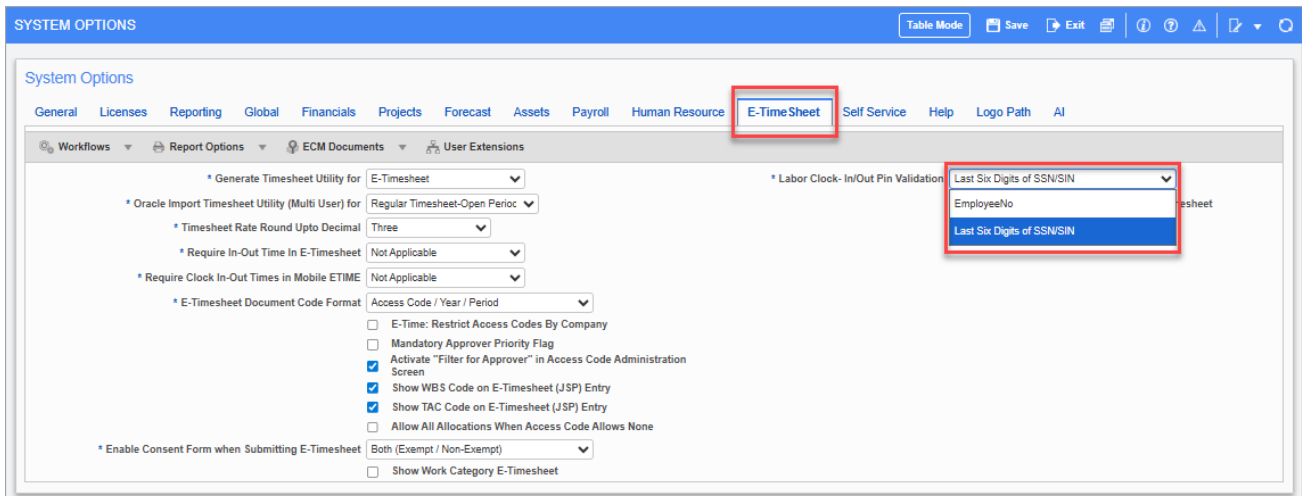 SYSTEM OPTIONS
Table Mode Save Exit
System Options
General Licenses Reporting Global Financials Projects Forecast Assets Payroll Human Resource E-TimeSheet Self Service Help Logo Path AI
Workflows Report Options ECM Documents User Extensions
* Generate Timesheet Utility for E-Timesheet * Labor Clock- In/Out Pin Validation Last Six Digits of SSN/SIN
* Oracle Import Timesheet Utility (Multi User) for Regular Timesheet-Open Perioc EmployeeNo esheet
* Timesheet Rate Round Upto Decimal Three Last Six Digits of SSN/SIN
* Require In-Out Time In E-Timesheet Not Applicable
* Require Clock In-Out Times in Mobile ETIME Not Applicable
* E-Timesheet Document Code Format Access Code / Year / Period
E-Time: Restrict Access Codes By Company
Mandatory Approver Priority Flag
Activate "Filter for Approver" in Access Code Administration
Screen
Show WBS Code on E-Timesheet (JSP) Entry
Show TAC Code on E-Timesheet (JSP) Entry
Allow All Allocations When Access Code Allows None
* Enable Consent Form when Submitting E-Timesheet Both (Exempt / Non-Exempt)
Show Work Category E-Timesheet